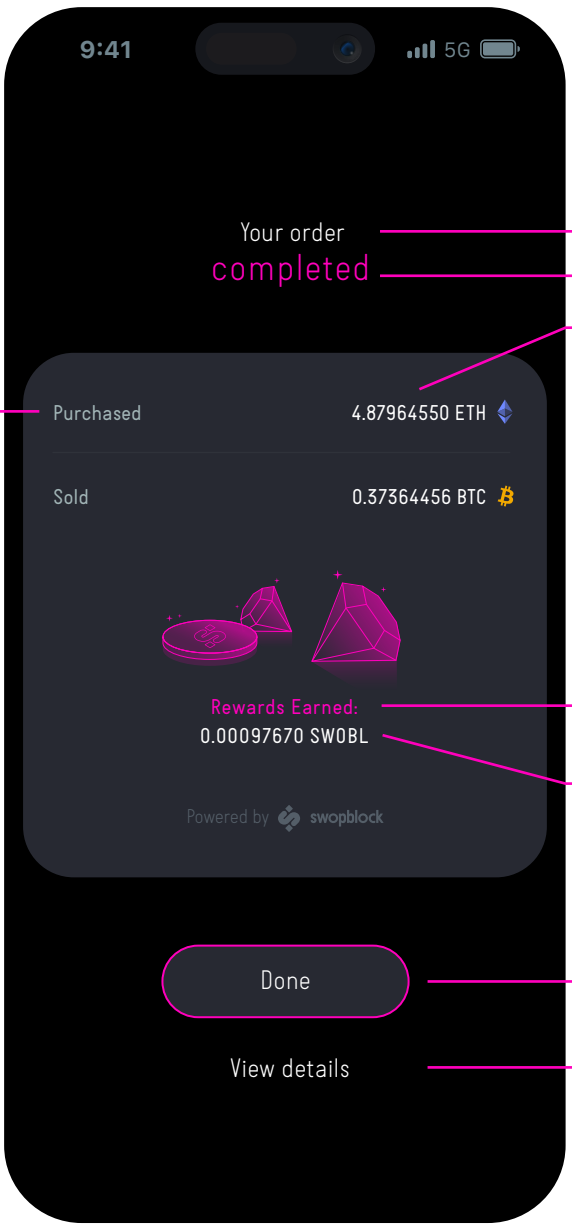 9:41 5G
Your order
completed
Purchased 4.87964550 ETH
Sold 0.37364456 BTC
Rewards Earned:
0.00097670 SWOBL
Powered by swopblock
Done
View details